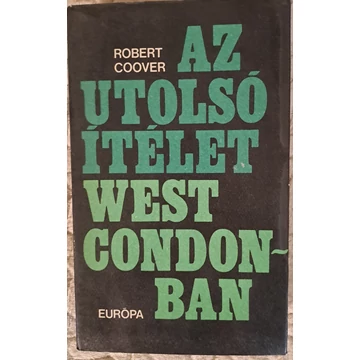 ROBERT
COOVER
AZ
UTOLSÓ
ÍTÉLET
WEST
CONDON~
BAN
EURÓPA